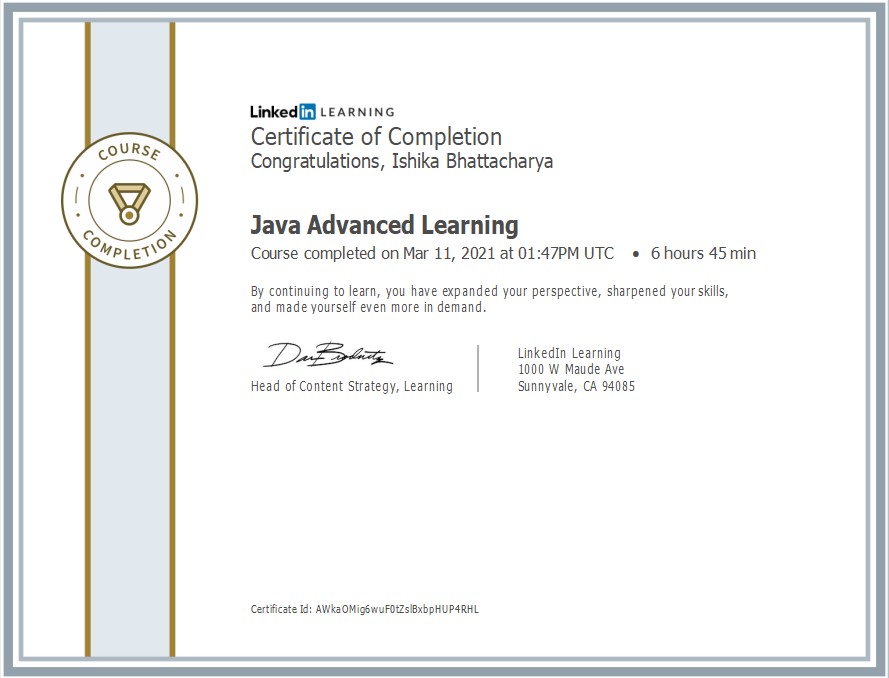 COURSE
COMPLETION
Linked in LEARNING
Certificate of Completion
Congratulations, Ishika Bhattacharya
Java Advanced Learning
Course completed on Mar 11, 2021 at 01:47PM UTC • 6 hours 45 min
By continuing to learn, you have expanded your perspective, sharpened your skills,
and made yourself even more in demand.
Head of Content Strategy, Learning
LinkedIn Learning
1000 W Maude Ave
Sunnyvale, CA 94085
Certificate Id: AWkaOMig6wuF0tZslBxbpHUP4RHL